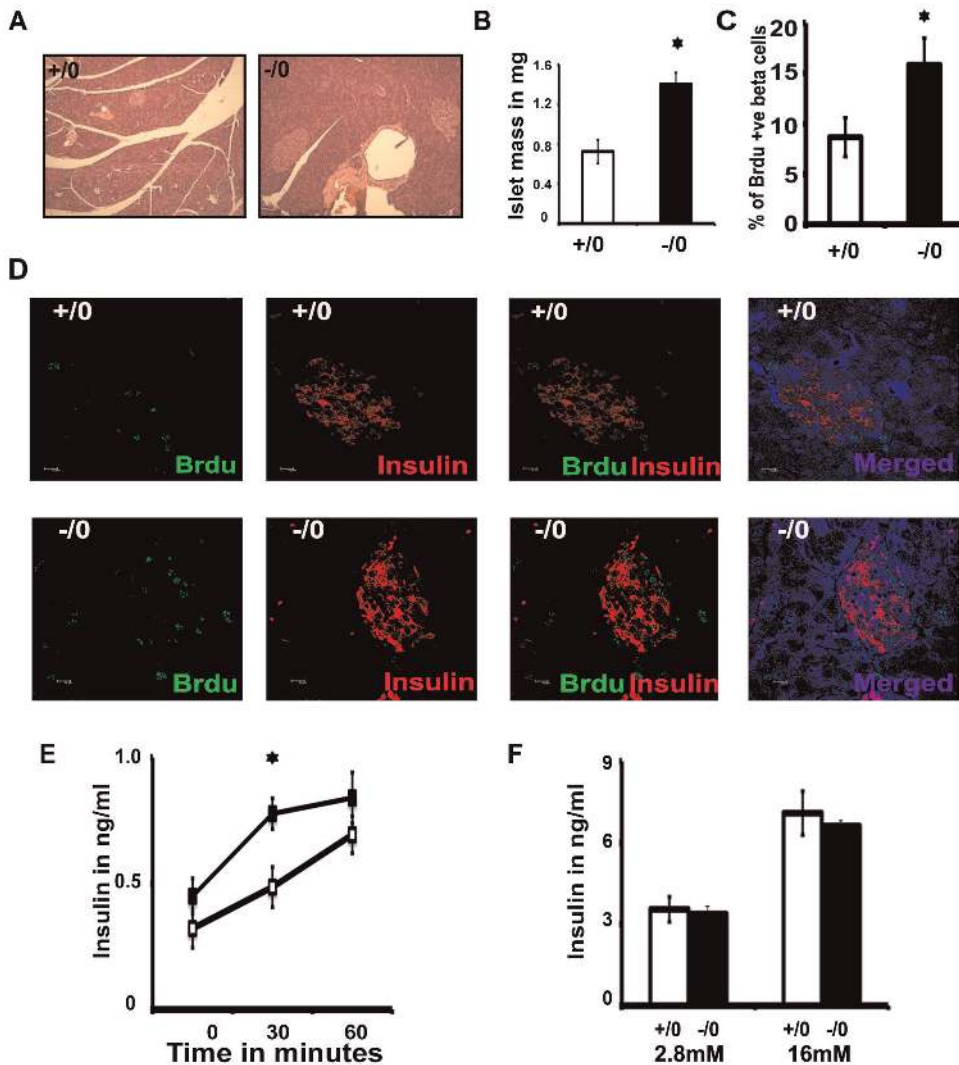 A
+/0
-/0
B
Islet mass in mg
1.6
1.2
0.8
0.4
0
+/0
-/0
C
% of Brdu +ve beta cells
20
15
10
5
0
+/0
-/0
D
+/0
Brdu
+/0
Insulin
+/0
Brdu Insulin
+/0
Merged
-/0
Brdu
-/0
Insulin
-/0
Brdu Insulin
-/0
Merged
E
Insulin in ng/ml
1.0
0.5
0
0 30 60
Time in minutes
F
Insulin in ng/ml
9
6
3
0
+/0 -/0 +/0 -/0
2.8mM 16mM